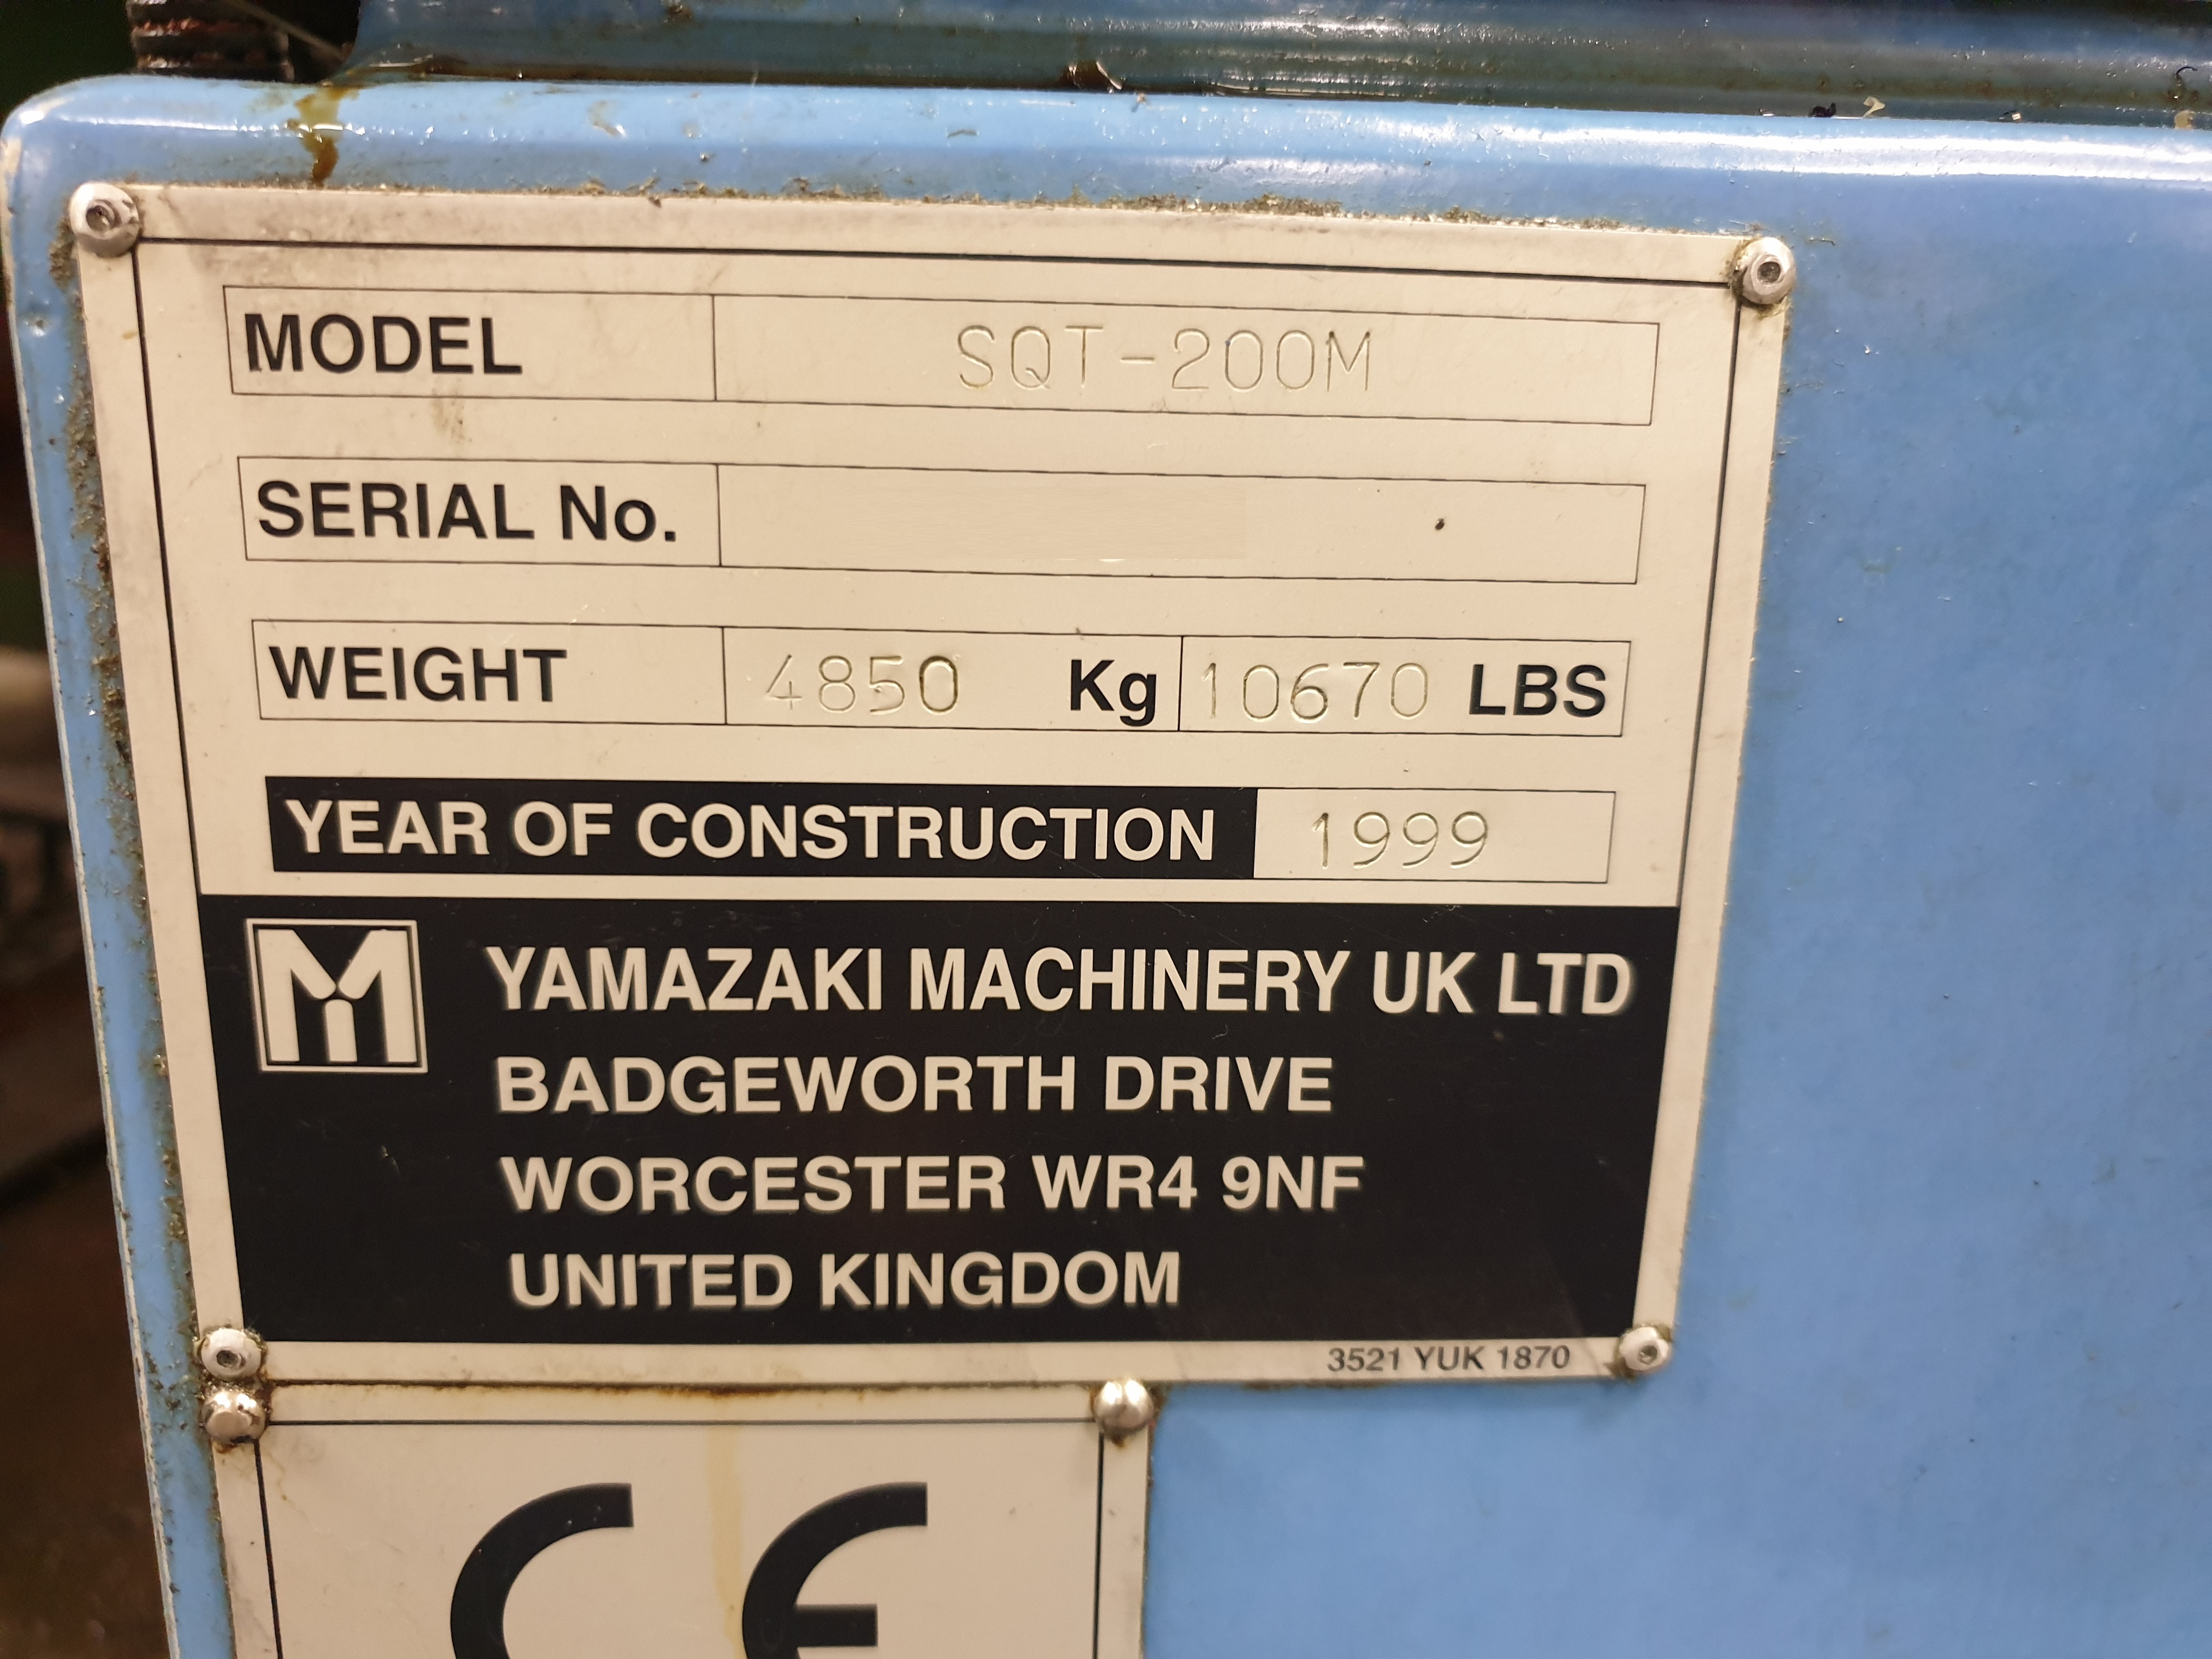 MODEL SQT-200M
SERIAL No.
WEIGHT 4850 Kg 10670 LBS
YEAR OF CONSTRUCTION 1999
YAMAZAKI MACHINERY UK LTD
BADGEWORTH DRIVE
WORCESTER WR4 9NF
UNITED KINGDOM
3521 YUK 1870
CE